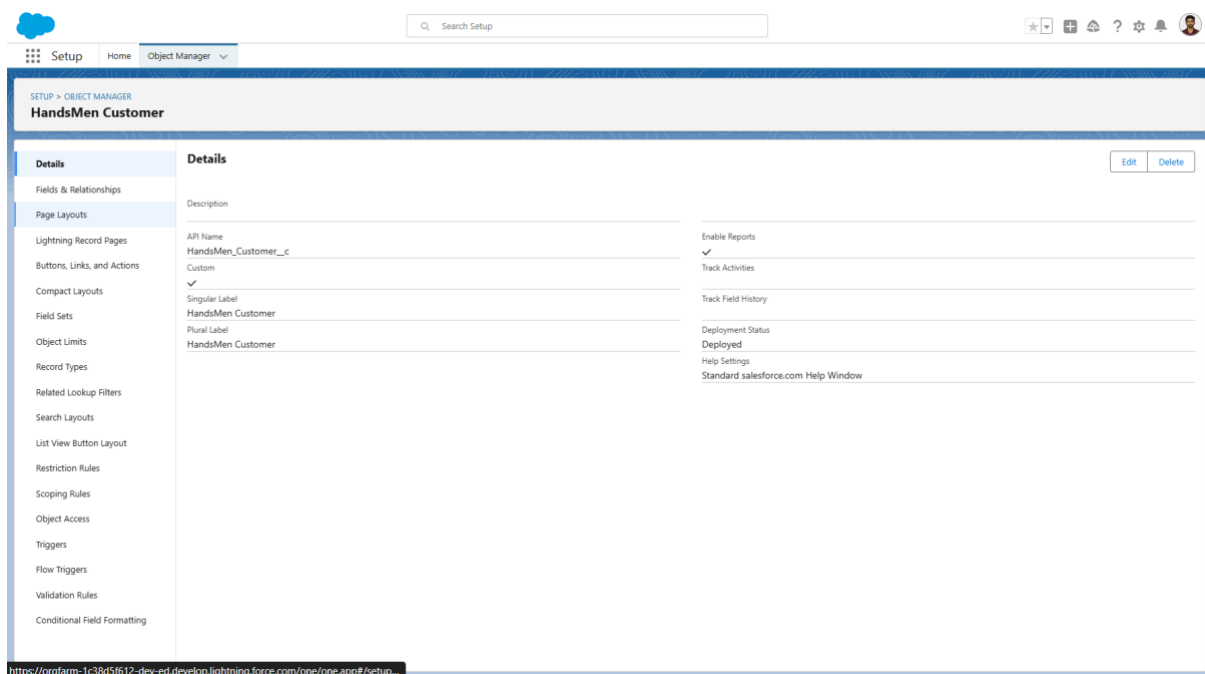 Search Setup
Setup
Home
Object Manager
SETUP > OBJECT MANAGER
HandsMen Customer
Details
Fields & Relationships
Page Layouts
Lightning Record Pages
Buttons, Links, and Actions
Compact Layouts
Field Sets
Object Limits
Record Types
Related Lookup Filters
Search Layouts
List View Button Layout
Restriction Rules
Scoping Rules
Object Access
Triggers
Flow Triggers
Validation Rules
Conditional Field Formatting
Details
Edit
Delete
Description
API Name
HandsMen_Customer__c
Custom
Singular Label
HandsMen Customer
Plural Label
HandsMen Customer
Enable Reports
Track Activities
Track Field History
Deployment Status
Deployed
Help Settings
Standard salesforce.com Help Window
https://orgfarm-1c38d5f612-dev-ed.develop.lightning.force.com/one/one.app#/setup...